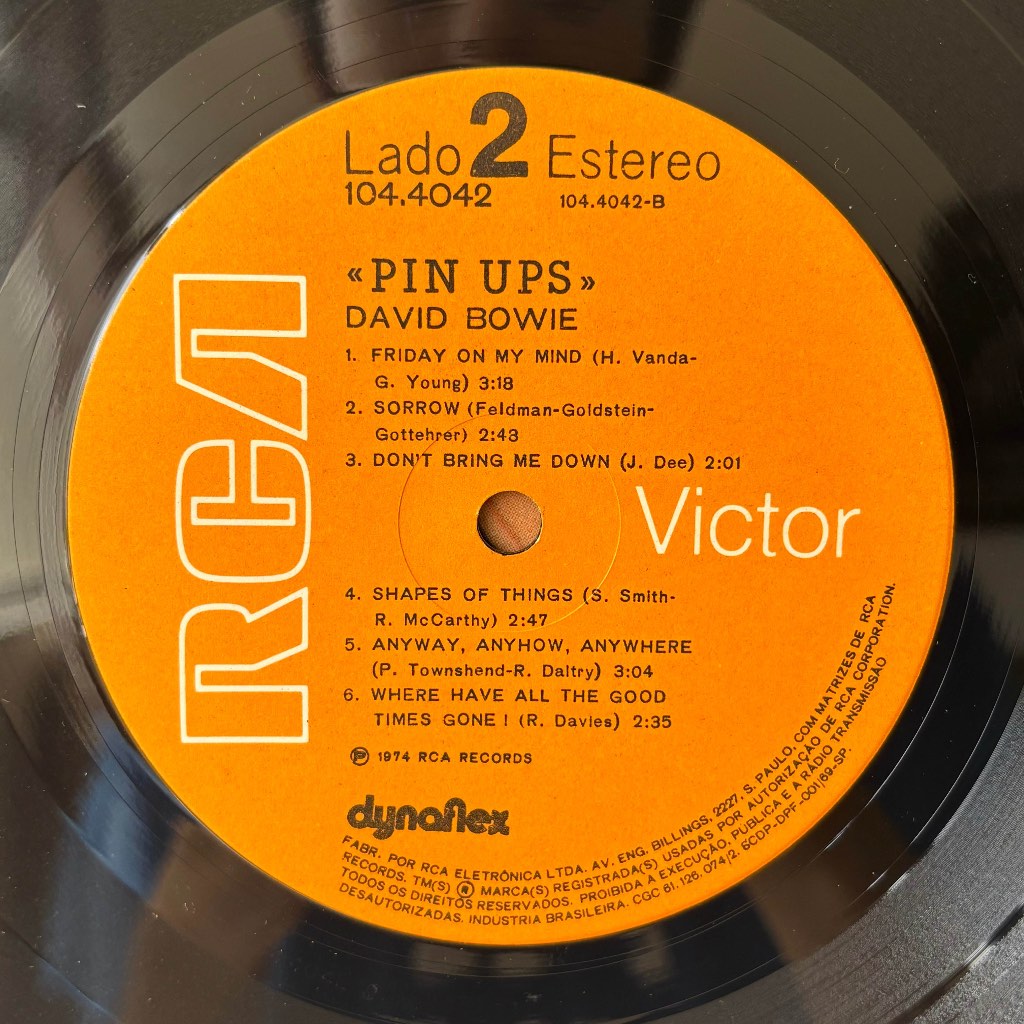 Lado 2 Estereo
104.4042 104.4042-B
«PIN UPS»
DAVID BOWIE
1. FRIDAY ON MY MIND (H. Vanda-
G. Young) 3:18
2. SORROW (Feldman-Goldstein-
Gottehrer) 2:48
3. DON'T BRING ME DOWN (J. Dee) 2:01
RCA
Victor
4. SHAPES OF THINGS (S. Smith-
R. McCarthy) 2:47
5. ANYWAY, ANYHOW, ANYWHERE
(P. Townshend-R. Daltry) 3:04
6. WHERE HAVE ALL THE GOOD
TIMES GONE! (R. Davies) 2:35
Ⓟ 1974 RCA RECORDS
dynaflex
FABR. POR RCA ELETRÔNICA LTDA. AV. ENG. BILLINGS, 2227, S. PAULO, COM MATRIZES DE RCA
RECORDS. TM(S) ® MARCA(S) REGISTRADA(S) USADAS POR AUTORIZAÇÃO DE RCA CORPORATION.
TODOS OS DIREITOS RESERVADOS. PROIBIDA A EXECUÇÃO, PUBLICA E A RÁDIO TRANSMISSÃO
DESAUTORIZADAS. INDÚSTRIA BRASILEIRA. CGC 61.126.074/2. SCDP-DPF-001/69-SP.